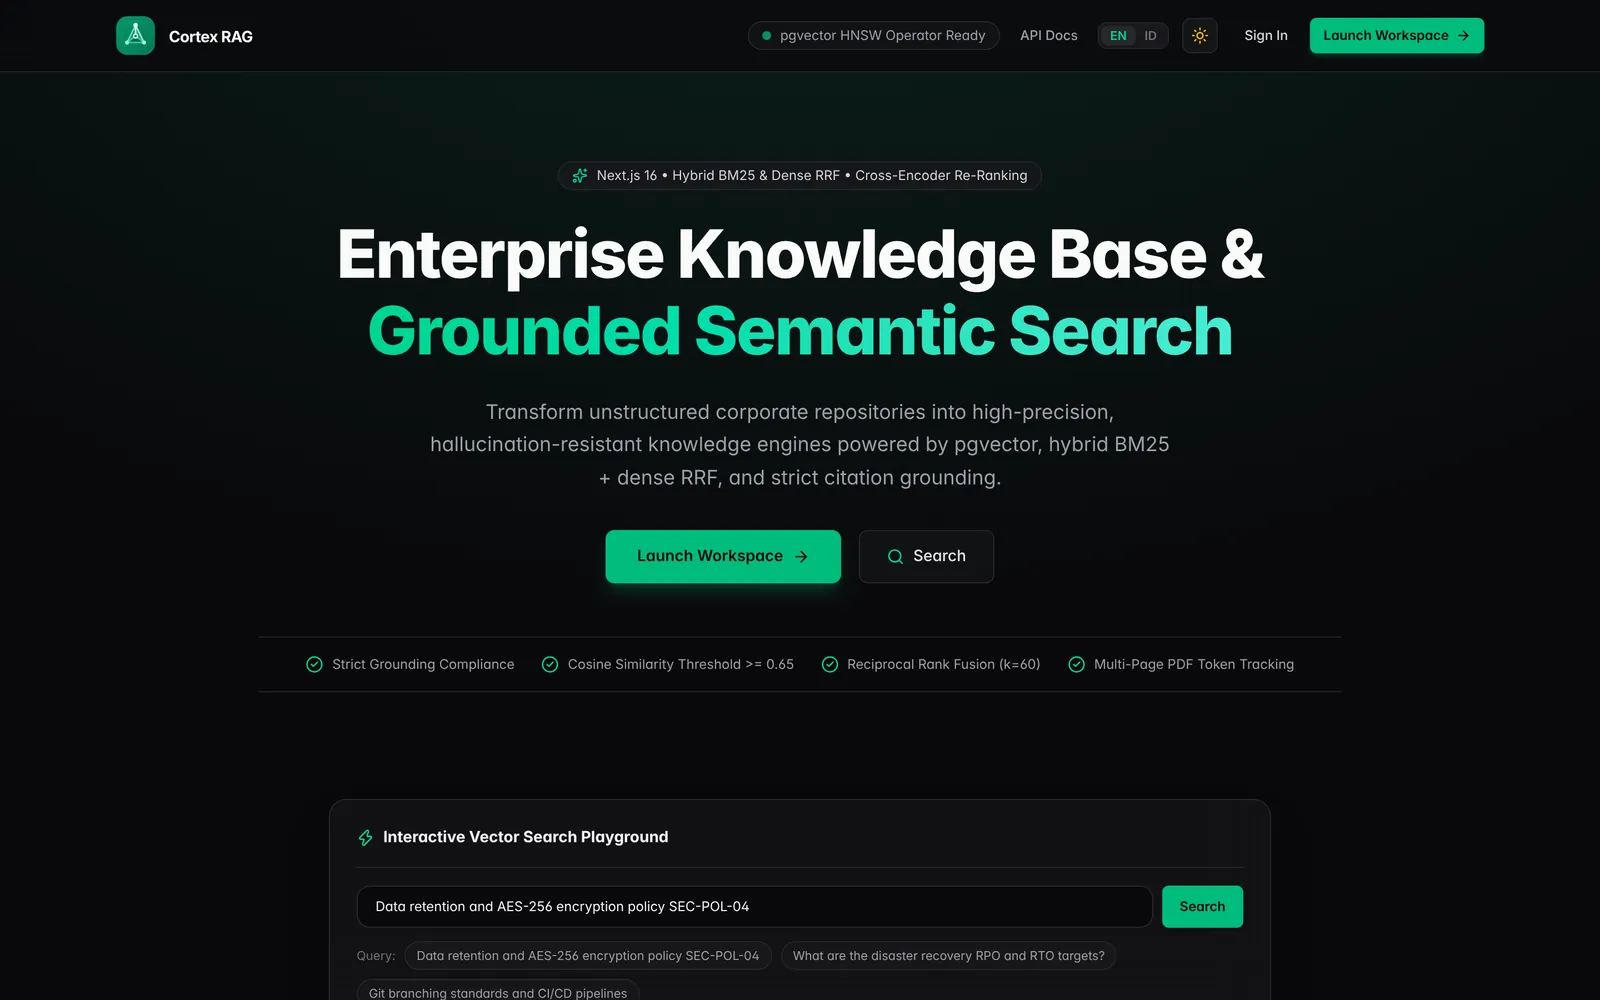 Cortex RAG
pgvector HNSW Operator Ready
API Docs
EN ID
Sign In
Launch Workspace →
Next.js 16 • Hybrid BM25 & Dense RRF • Cross-Encoder Re-Ranking
Enterprise Knowledge Base &
Grounded Semantic Search
Transform unstructured corporate repositories into high-precision,
hallucination-resistant knowledge engines powered by pgvector, hybrid BM25
+ dense RRF, and strict citation grounding.
Launch Workspace →
Search
Strict Grounding Compliance
Cosine Similarity Threshold >= 0.65
Reciprocal Rank Fusion (k=60)
Multi-Page PDF Token Tracking
Interactive Vector Search Playground
Data retention and AES-256 encryption policy SEC-POL-04
Search
Query:
Data retention and AES-256 encryption policy SEC-POL-04
What are the disaster recovery RPO and RTO targets?
Git branching standards and CI/CD pipelines